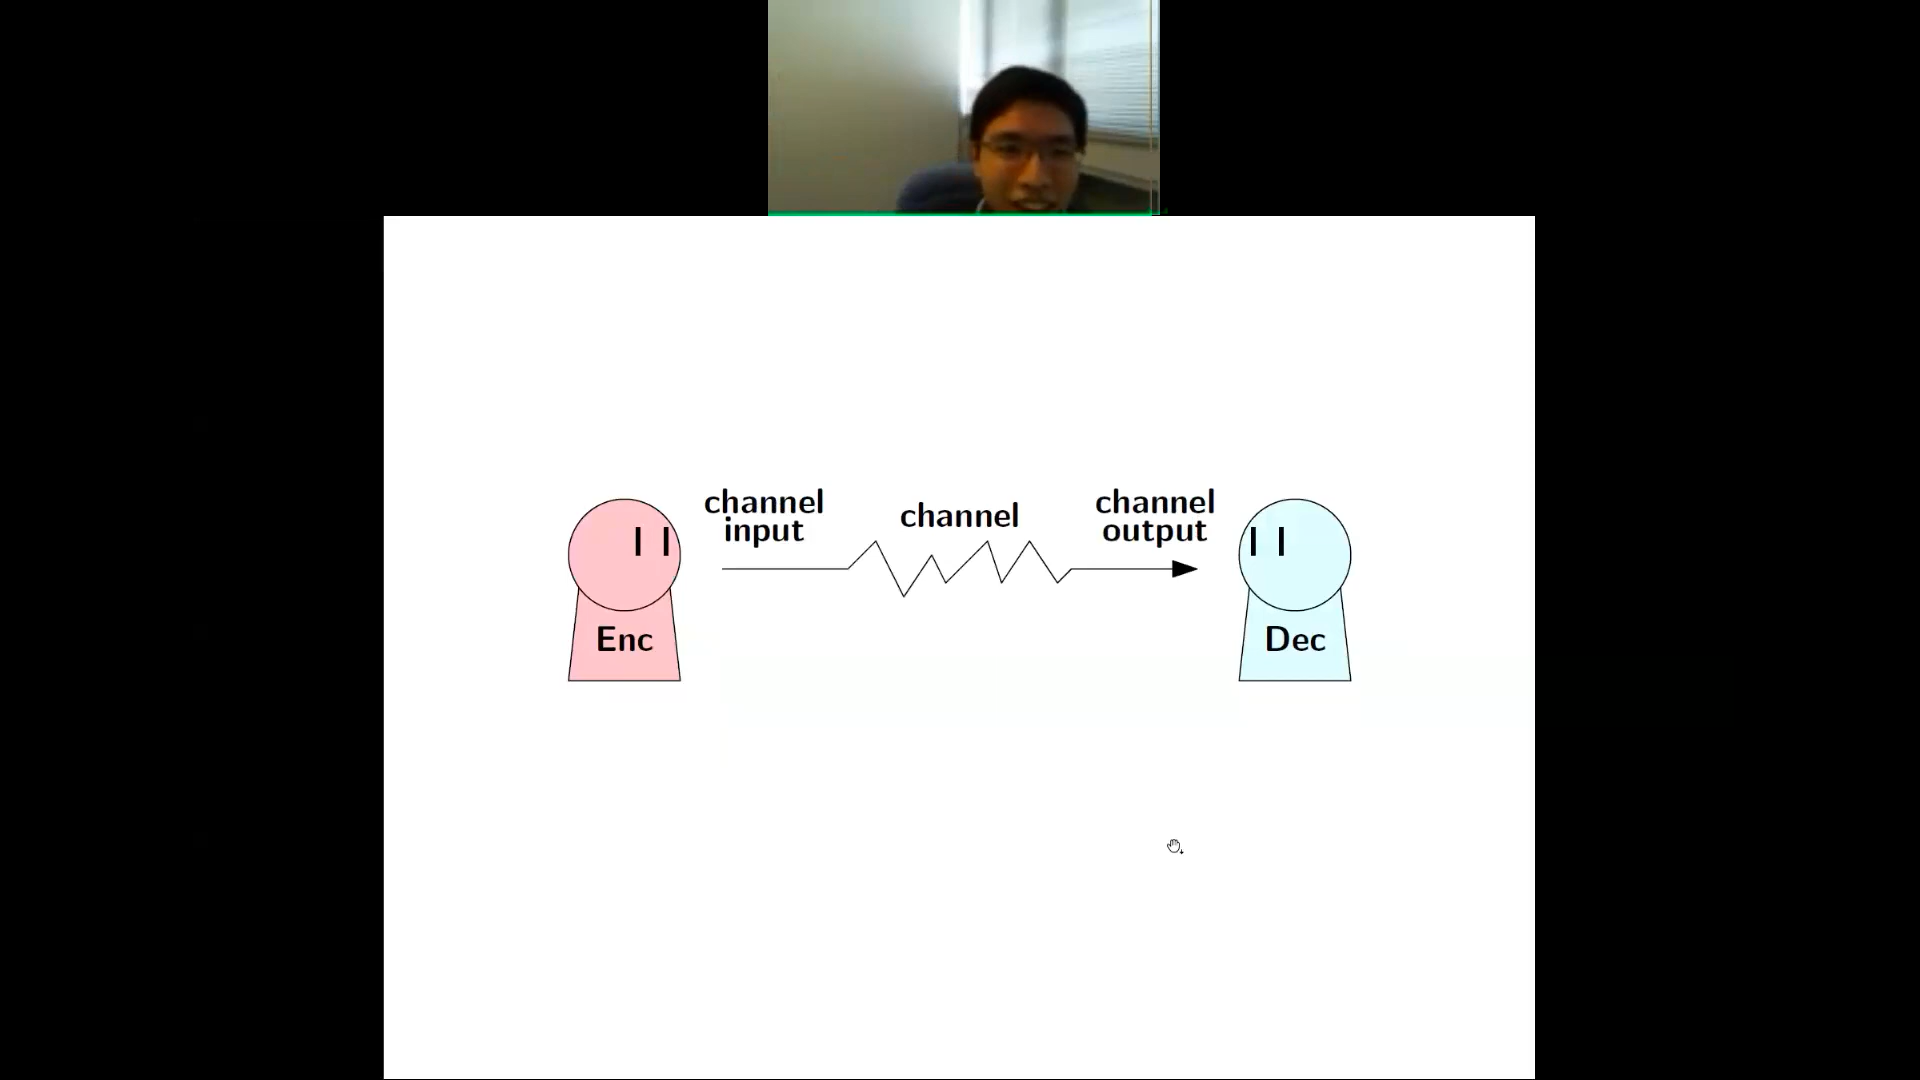 channel
input
channel
channel
output
Enc
Dec